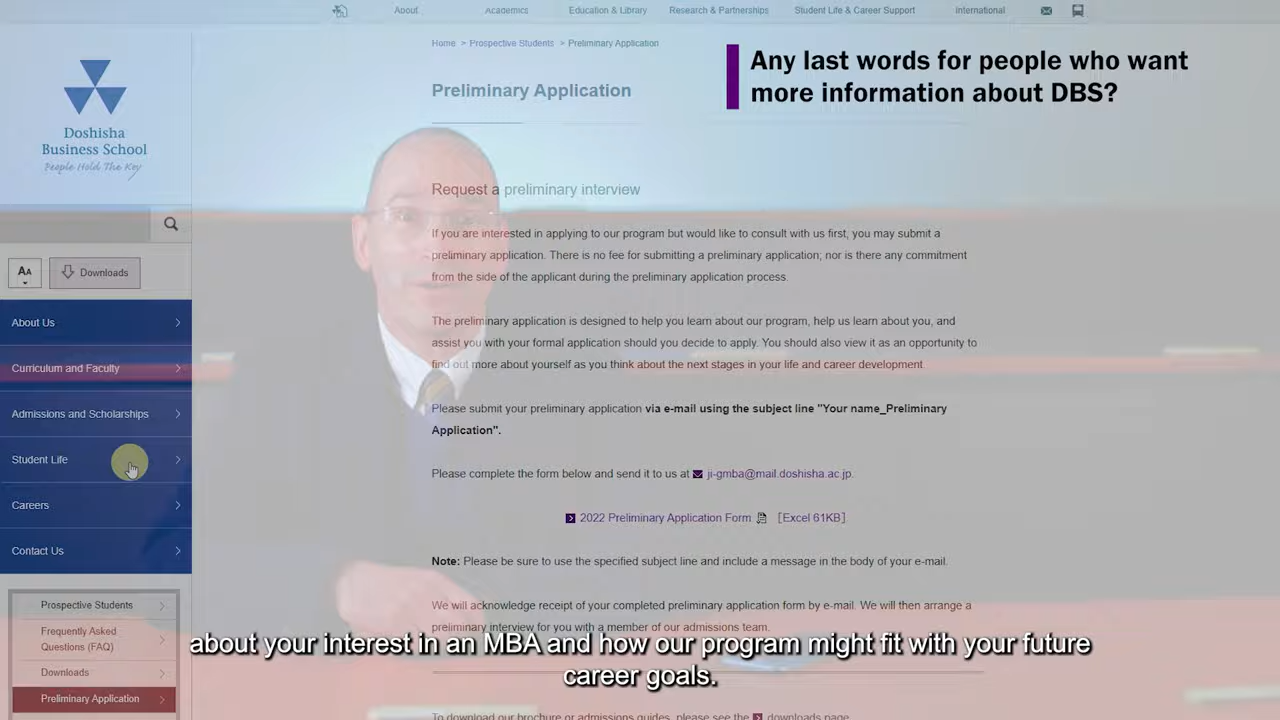 About
Academics
Education & Library
Research & Partnerships
Student Life & Career Support
International
Home > Prospective Students > Preliminary Application
Any last words for people who want
more information about DBS?
Preliminary Application
Doshisha
Business School
People Hold The Key
Request a preliminary interview
If you are interested in applying to our program but would like to consult with us first, you may submit a
preliminary application. There is no fee for submitting a preliminary application; nor is there any commitment
from the side of the applicant during the preliminary application process.
AA
Downloads
The preliminary application is designed to help you learn about our program, help us learn about you, and
assist you with your formal application should you decide to apply. You should also view it as an opportunity to
find out more about yourself as you think about the next stages in your life and career development.
About Us
Curriculum and Faculty
Admissions and Scholarships
Student Life
Careers
Contact Us
Please submit your preliminary application via e-mail using the subject line "Your name_Preliminary
Application".
Please complete the form below and send it to us at ji-gmba@mail.doshisha.ac.jp.
2022 Preliminary Application Form [Excel 61KB]
Note: Please be sure to use the specified subject line and include a message in the body of your e-mail.
We will acknowledge receipt of your completed preliminary application form by e-mail. We will then arrange a
preliminary interview for you with a member of our admissions team.
Prospective Students
Frequently Asked
Questions (FAQ)
Downloads
Preliminary Application
about your interest in an MBA and how our program might fit with your future
career goals.
To download our brochure or admissions guides, please see the downloads page